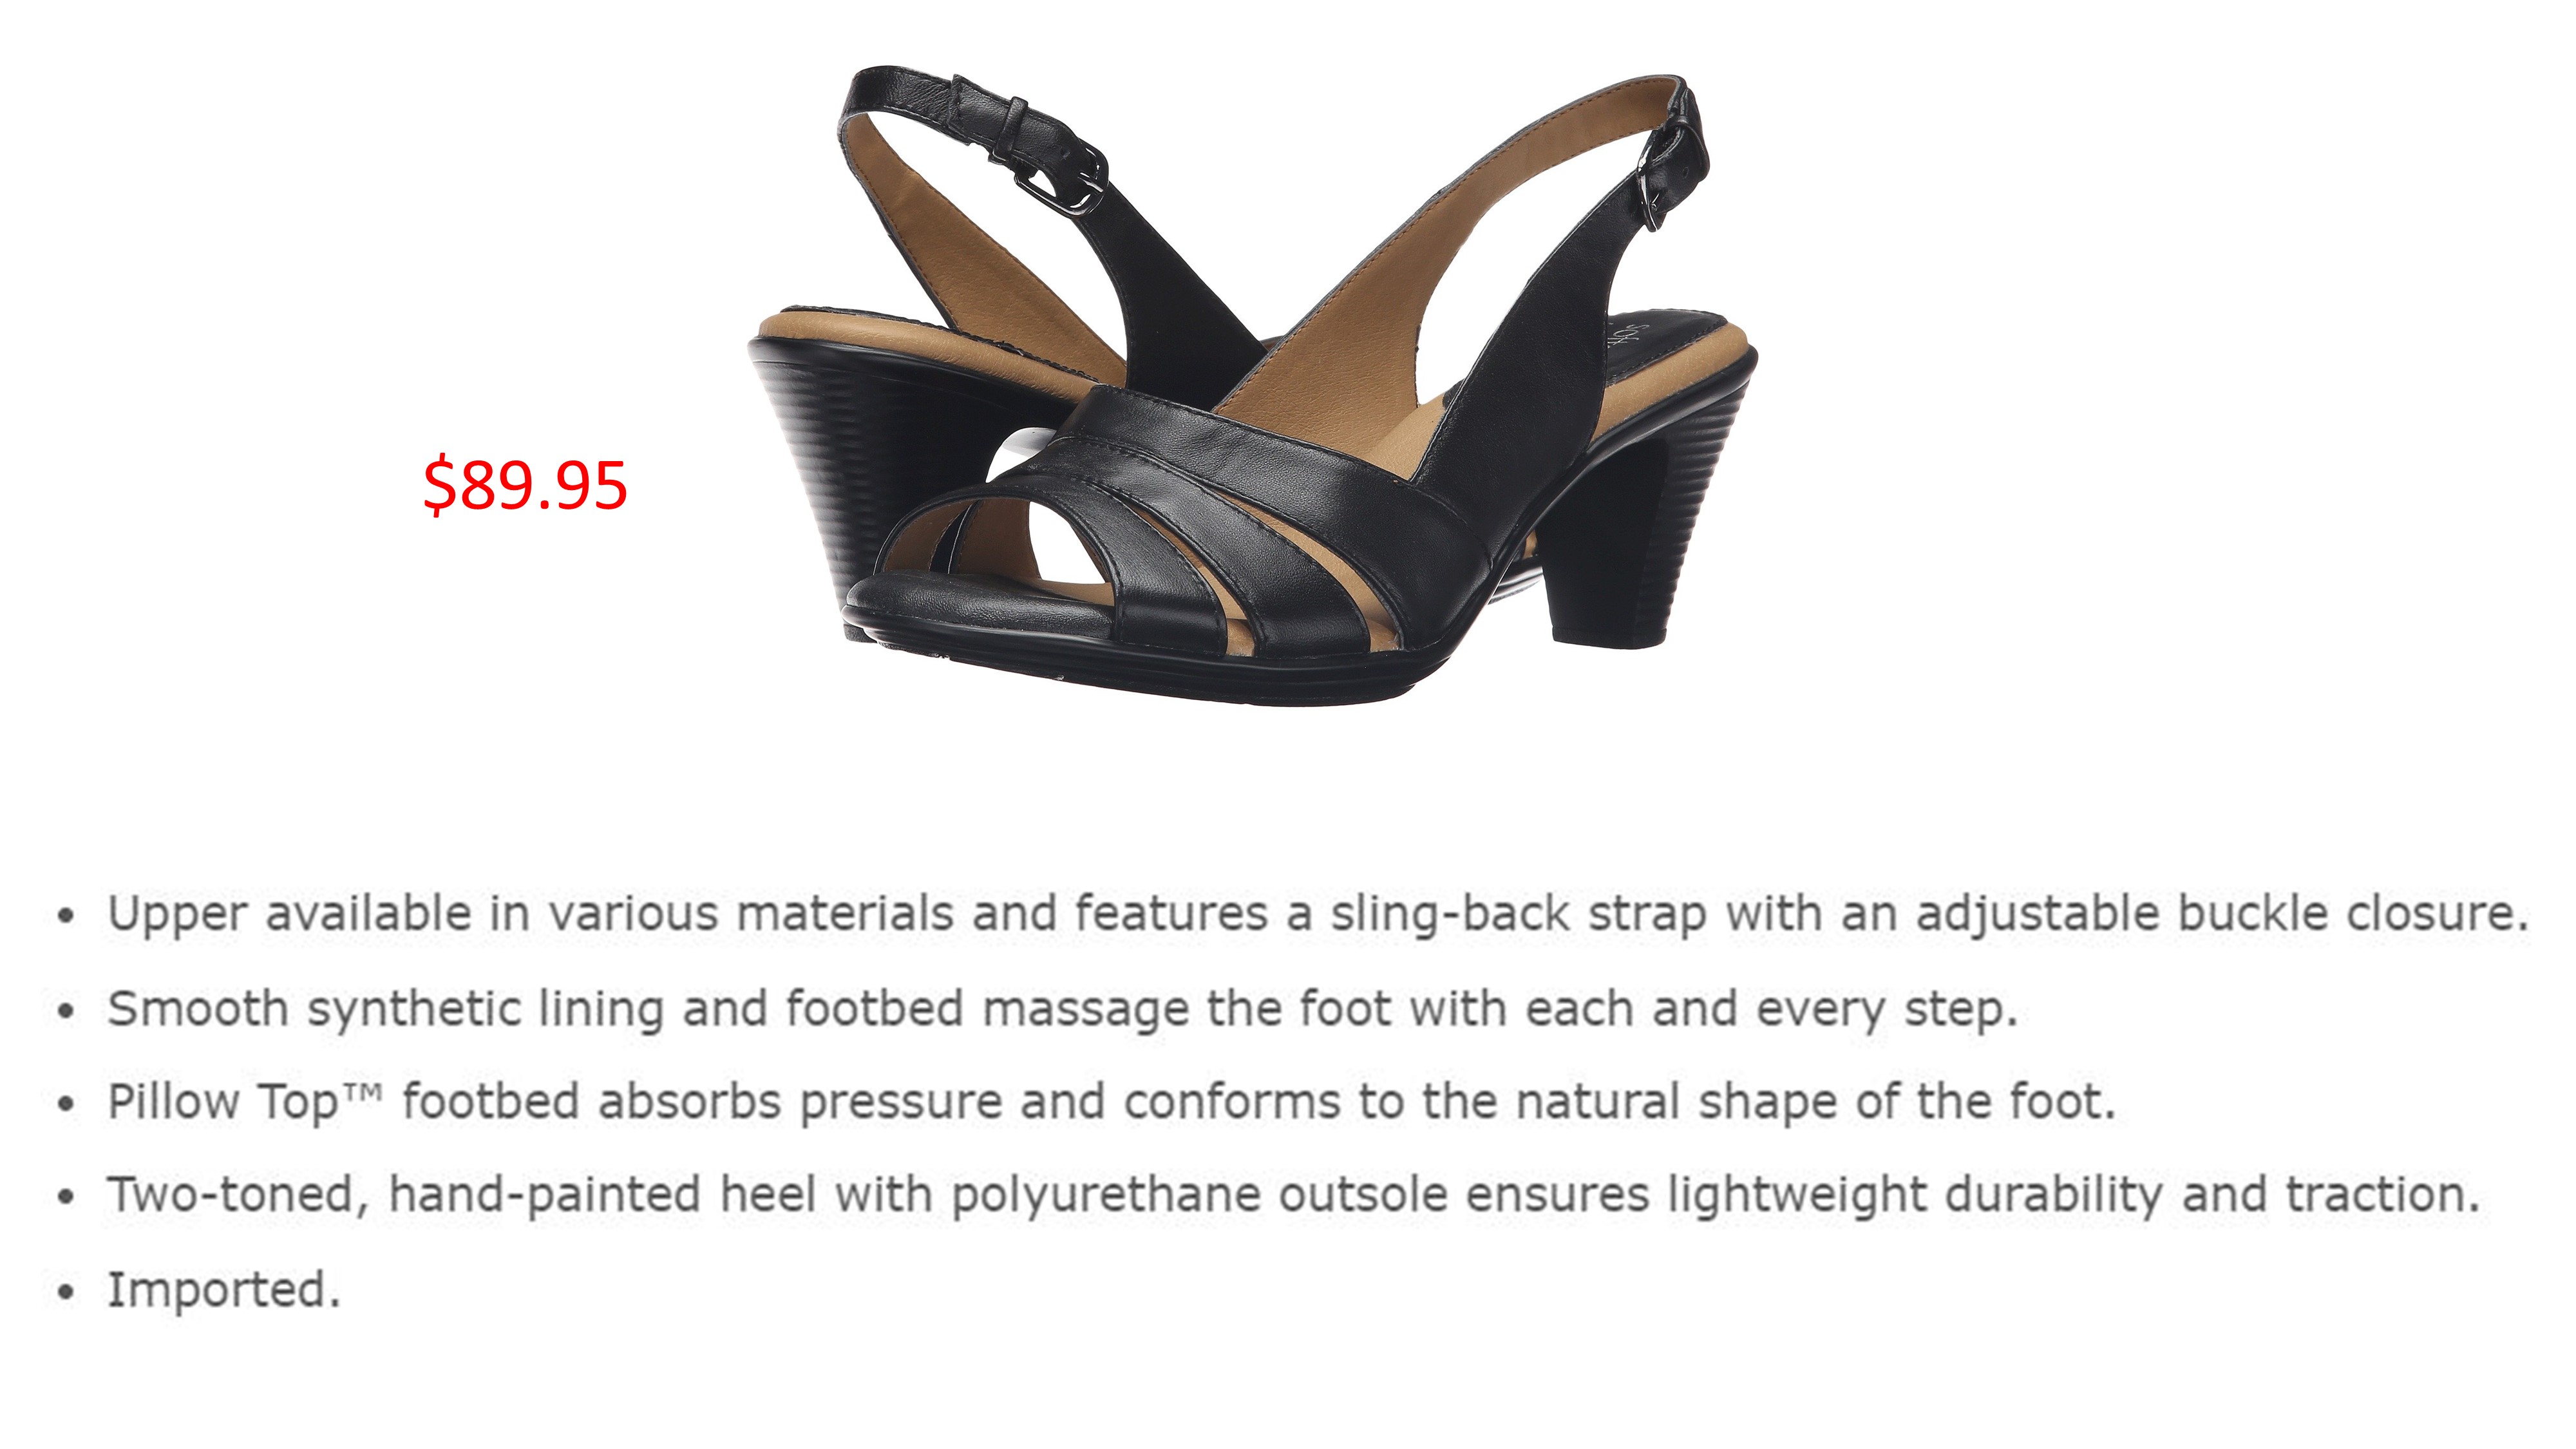 $89.95
• Upper available in various materials and features a sling-back strap with an adjustable buckle closure.
• Smooth synthetic lining and footbed massage the foot with each and every step.
• Pillow Top™ footbed absorbs pressure and conforms to the natural shape of the foot.
• Two-toned, hand-painted heel with polyurethane outsole ensures lightweight durability and traction.
• Imported.